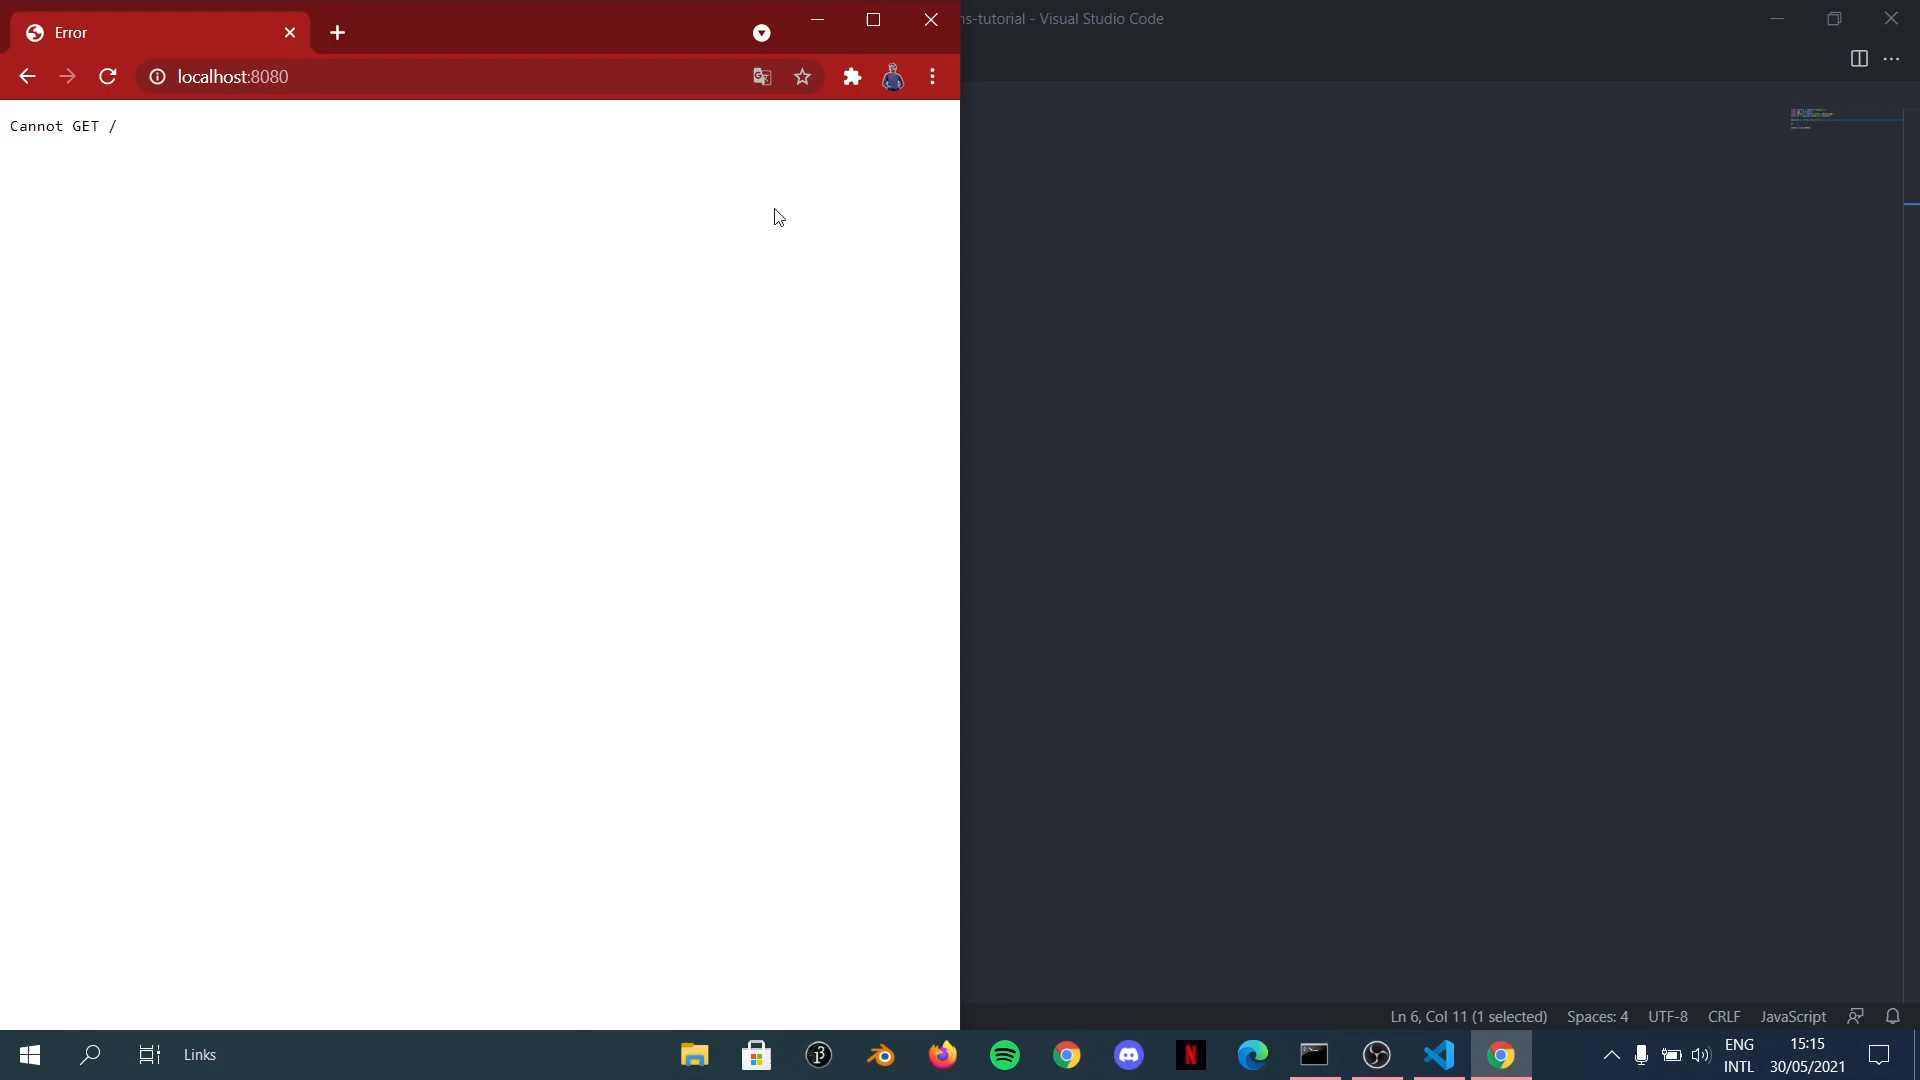 Error
ns-tutorial - Visual Studio Code
localhost:8080
Cannot GET /
Ln 6, Col 11 (1 selected)
Spaces: 4
UTF-8
CRLF
JavaScript
Links
ENG
INTL
15:15
30/05/2021